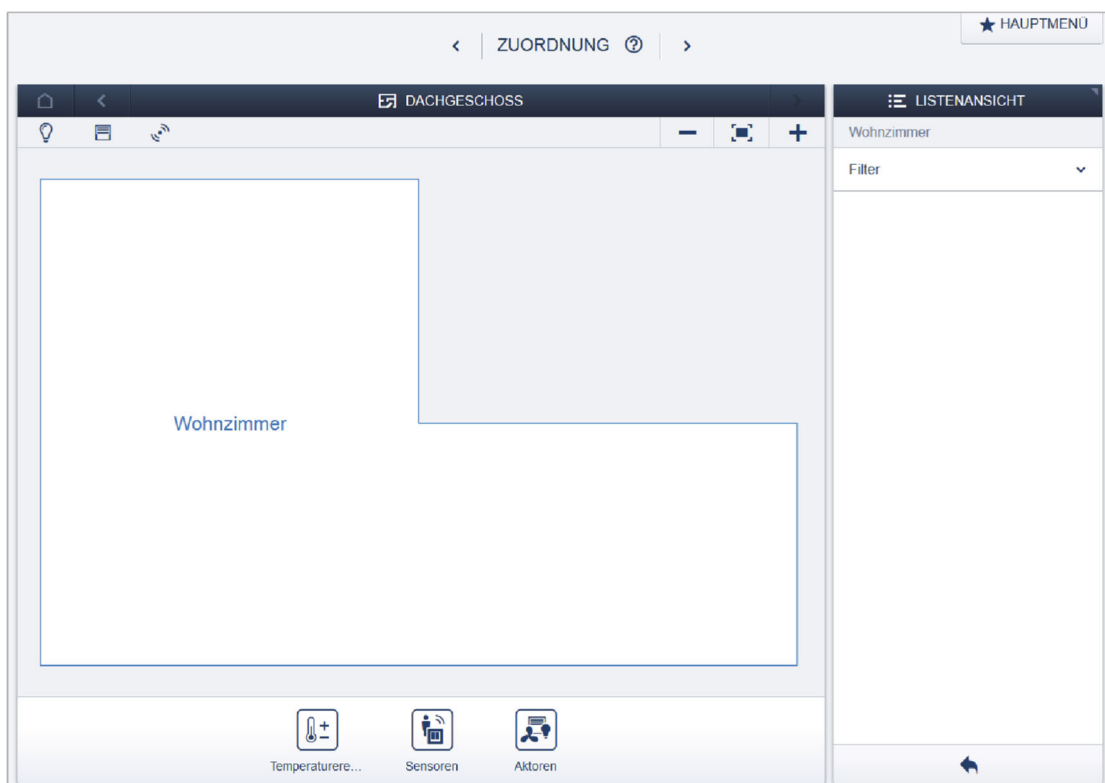 HAUPTMENÜ
ZUORDNUNG
DACHGESCHOSS
LISTENANSICHT
Wohnzimmer
Filter
Wohnzimmer
Temperaturere...
Sensoren
Aktoren